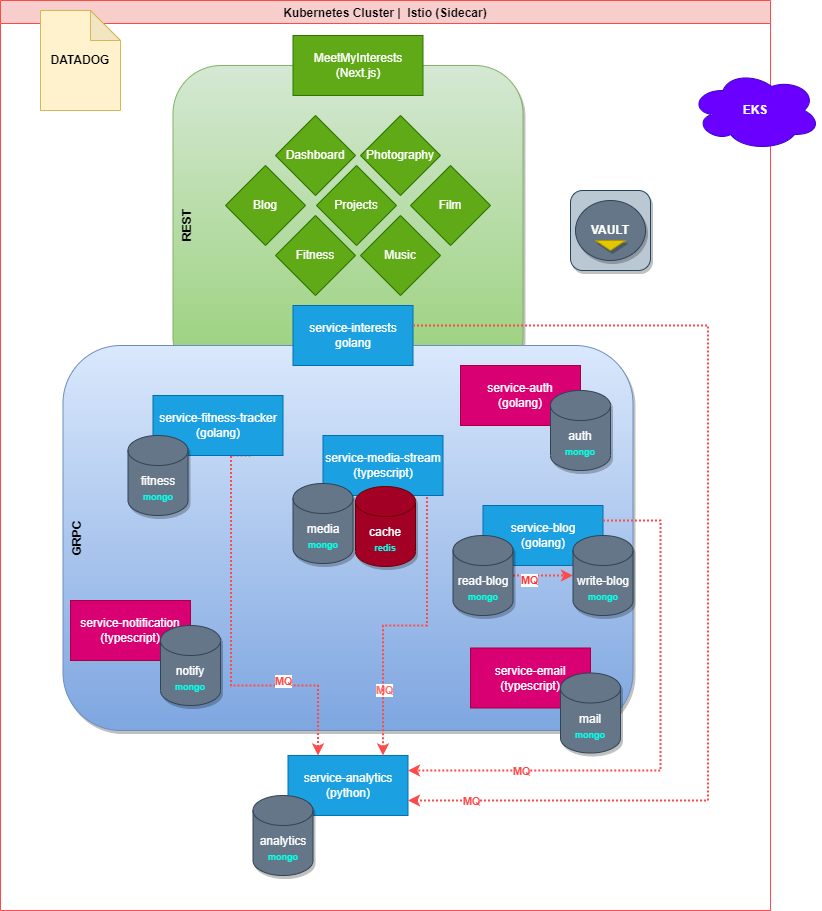 Kubernetes Cluster | Istio (Sidecar)
DATADOG
MeetMyInterests
(Next.js)
EKS
Dashboard
Photography
Blog
Projects
Film
Fitness
Music
REST
VAULT
service-interests
golang
service-auth
(golang)
auth
mongo
service-fitness-tracker
(golang)
fitness
mongo
service-media-stream
(typescript)
media
mongo
cache
redis
GRPC
service-blog
(golang)
read-blog
mongo
MQ
write-blog
mongo
service-notification
(typescript)
notify
mongo
service-email
(typescript)
mail
mongo
MQ
MQ
MQ
MQ
service-analytics
(python)
analytics
mongo